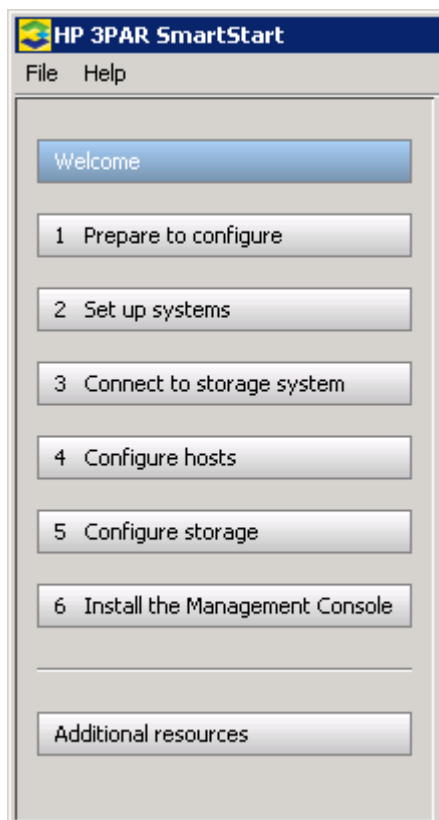 HP 3PAR SmartStart
File Help
Welcome
1 Prepare to configure
2 Set up systems
3 Connect to storage system
4 Configure hosts
5 Configure storage
6 Install the Management Console
Additional resources